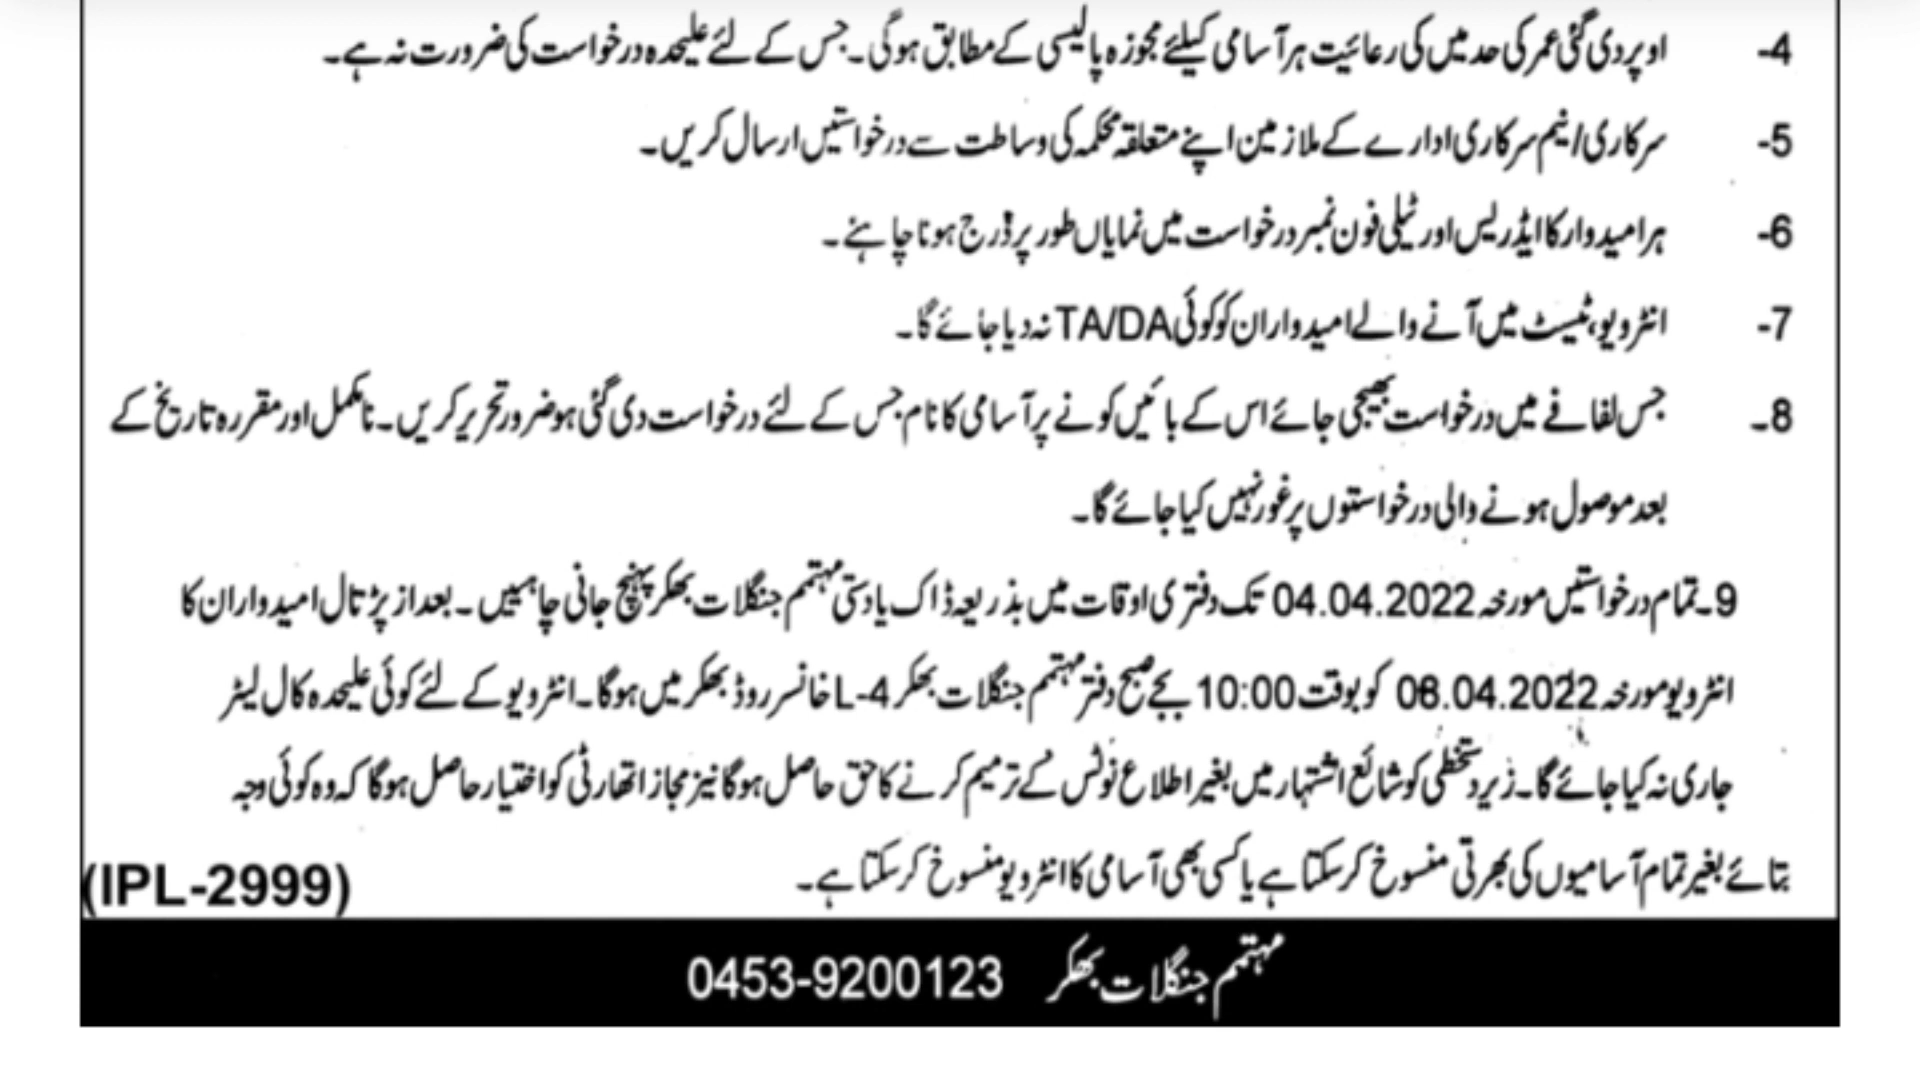 4- اوپر دی گئی عمر کی حد میں کی رعائیت ہر آسامی کیلئے مجوزہ پالیسی کے مطابق ہوگی۔ جس کے لئے علیحدہ درخواست کی ضرورت نہ ہے۔
5- سرکاری/نیم سرکاری ادارے کے ملازمین اپنے متعلقہ محکمہ کی وساطت سے درخواستیں ارسال کریں۔
6- ہر امیدوار کا ایڈریس اور ٹیلی فون نمبر درخواست میں نمایاں طور پر درج ہونا چاہئے۔
7- انٹرویو، ٹیسٹ میں آنے والے امیدواران کو کوئی TA/DA نہ دیا جائے گا۔
8۔ جس لفافے میں درخواست بھیجی جائے اس کے بائیں کونے پر آسامی کا نام جس کے لئے درخواست دی گئی ہو ضرور تحریر کریں۔ نامکمل اور مقررہ تاریخ کے
بعد موصول ہونے والی درخواستوں پر غور نہیں کیا جائے گا۔
9۔ تمام درخواستیں مورخہ 04.04.2022 تک دفتری اوقات میں بذریعہ ڈاک یا دستی مہتمم جنگلات بھکر پہنچ جانی چاہییں۔ بعد از پڑتال امیدواران کا
انٹرویو مورخہ 08.04.2022 کو بوقت 10:00 بجے صبح دفتر مہتمم جنگلات بھکر L-4 خانسر روڈ بھکر میں ہوگا۔ انٹرویو کے لئے کوئی علیحدہ کال لیٹر
جاری نہ کیا جائے گا۔ زیر دستخطی کو شائع اشتہار میں بغیر اطلاع نوٹس کے ترمیم کرنے کا حق حاصل ہوگا نیز مجاز اتھارٹی کو اختیار حاصل ہوگا کہ وہ کوئی وجہ
بتائے بغیر تمام آسامیوں کی بھرتی منسوخ کر سکتا ہے یا کسی بھی آسامی کا انٹرویو منسوخ کر سکتا ہے۔
(IPL-2999)
مہتمم جنگلات بھکر 0453-9200123